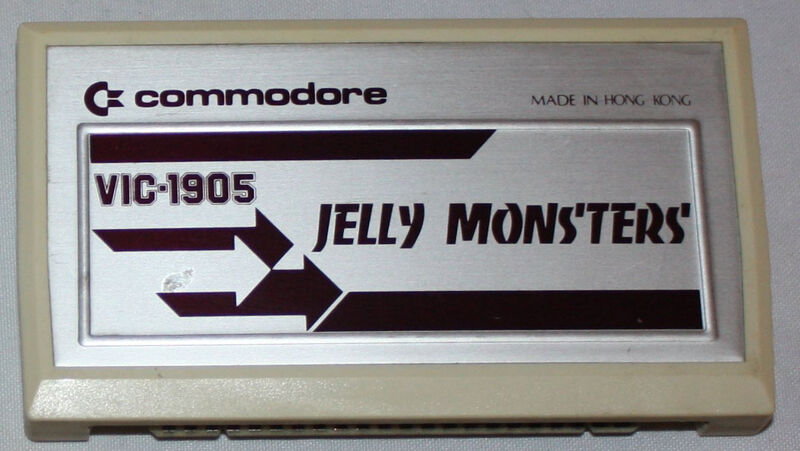 commodore
MADE IN HONG KONG
VIC-1905
JELLY MONSTERS